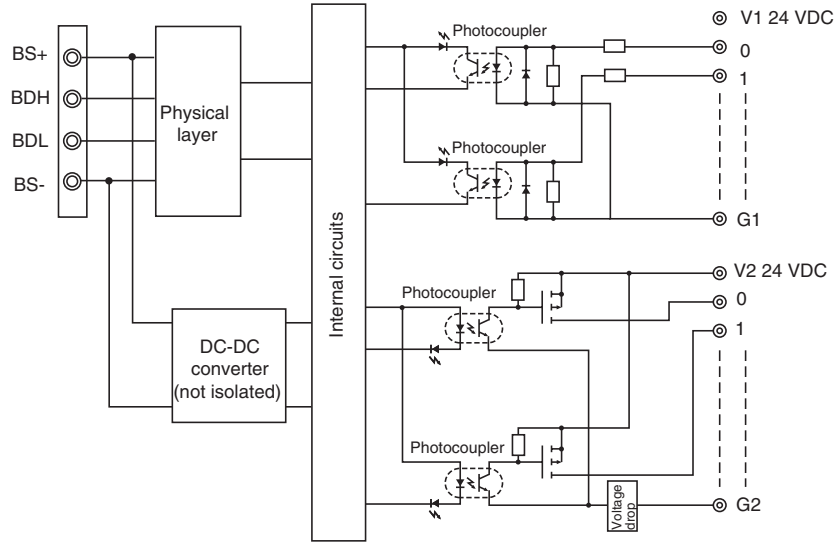 BS+
BDH
BDL
BS-
Physical
layer
DC-DC
converter
(not isolated)
Internal circuits
Photocoupler
Photocoupler
V1 24 VDC
0
1
G1
Photocoupler
Photocoupler
V2 24 VDC
0
1
Voltage
drop
G2